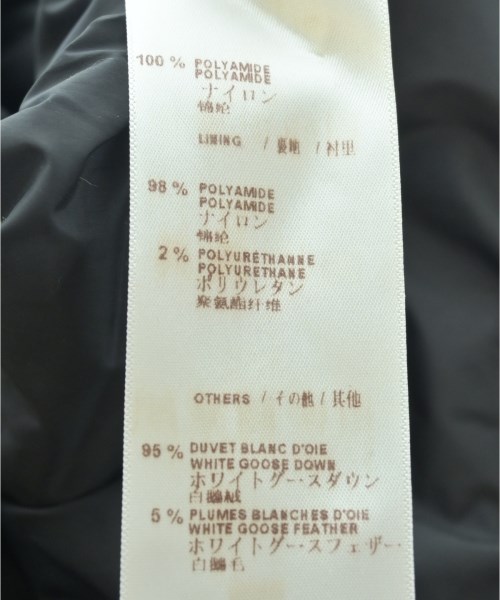 100 % POLYAMIDE
POLYAMIDE
ナイロン
锦纶
LINING / 裏地 / 衬里
98 % POLYAMIDE
POLYAMIDE
ナイロン
锦纶
2 % POLYURÉTHANNE
POLYURETHANE
ポリウレタン
聚氨酯纤维
OTHERS / その他 / 其他
95 % DUVET BLANC D'OIE
WHITE GOOSE DOWN
ホワイトグー・スダウン
白鵝絨
5 % PLUMES BLANCHES D'OIE
WHITE GOOSE FEATHER
ホワイトグー・スフェザー・
白鵝毛